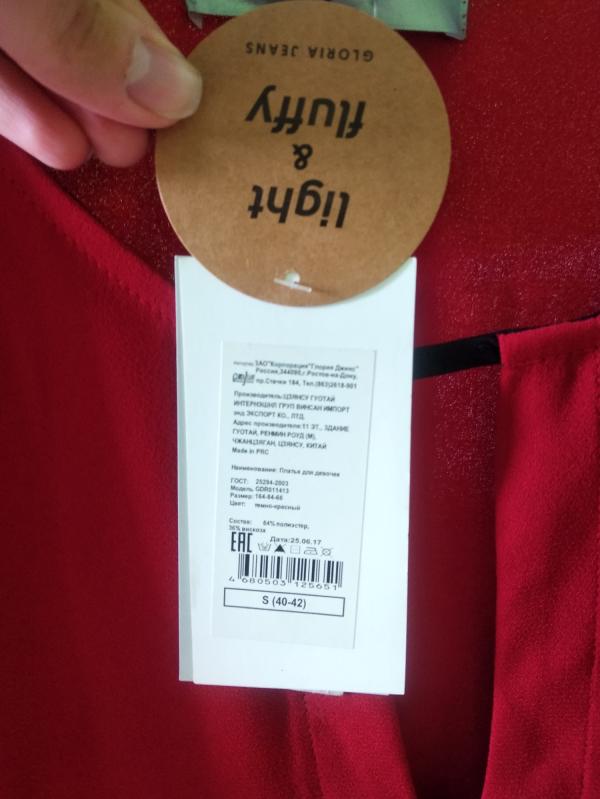 GLORIA JEANS
light
&
fluffy
Импортер: ЗАО"Корпорация"Глория Джинс"
Россия,344090,г.Ростов-на-Дону,
пр.Стачки 184, Тел.(863)2618-901
Производитель:ЦЗЯНСУ ГУОТАЙ
ИНТЕРНЭШНЛ ГРУП ВИНСАН ИМПОРТ
энд ЭКСПОРТ КО., ЛТД.
Адрес производителя:11 ЭТ., ЗДАНИЕ
ГУОТАЙ, РЕНМИН РОУД (М),
ЧЖАНЦЗЯГАН, ЦЗЯНСУ, КИТАЙ
Made in PRC
Наименование: Платья для девочек
ГОСТ: 25294-2003
Модель: GDR011413
Размер: 164-84-66
Цвет: темно-красный
Состав: 64% полиэстер,
36% вискоза
EAC Дата:25.06.17
4 680503 125651
S (40-42)